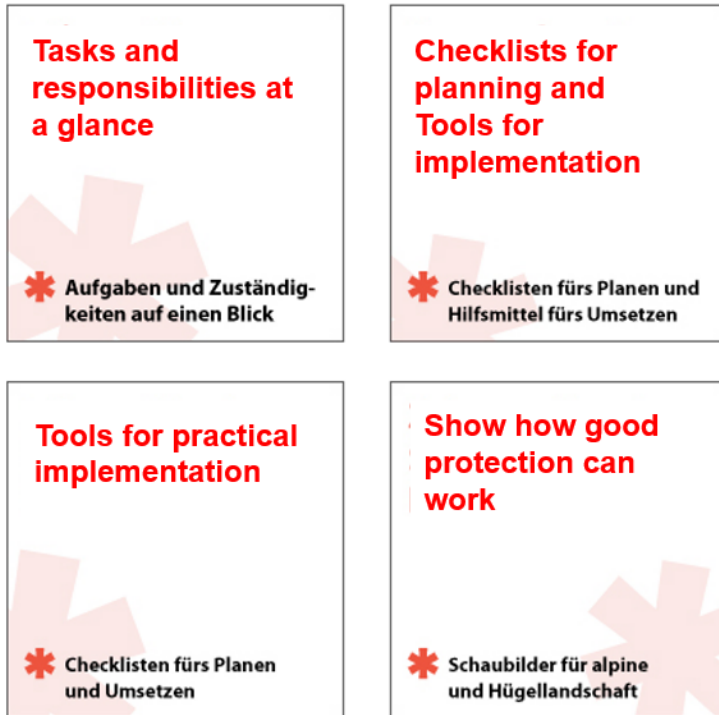 Tasks and
responsibilities at
a glance
Aufgaben und Zuständig-
keiten auf einen Blick
Checklists for
planning and
Tools for
implementation
Checklisten fürs Planen und
Hilfsmittel fürs Umsetzen
Tools for practical
implementation
Checklisten fürs Planen
und Umsetzen
Show how good
protection can
work
Schaubilder für alpine
und Hügellandschaft